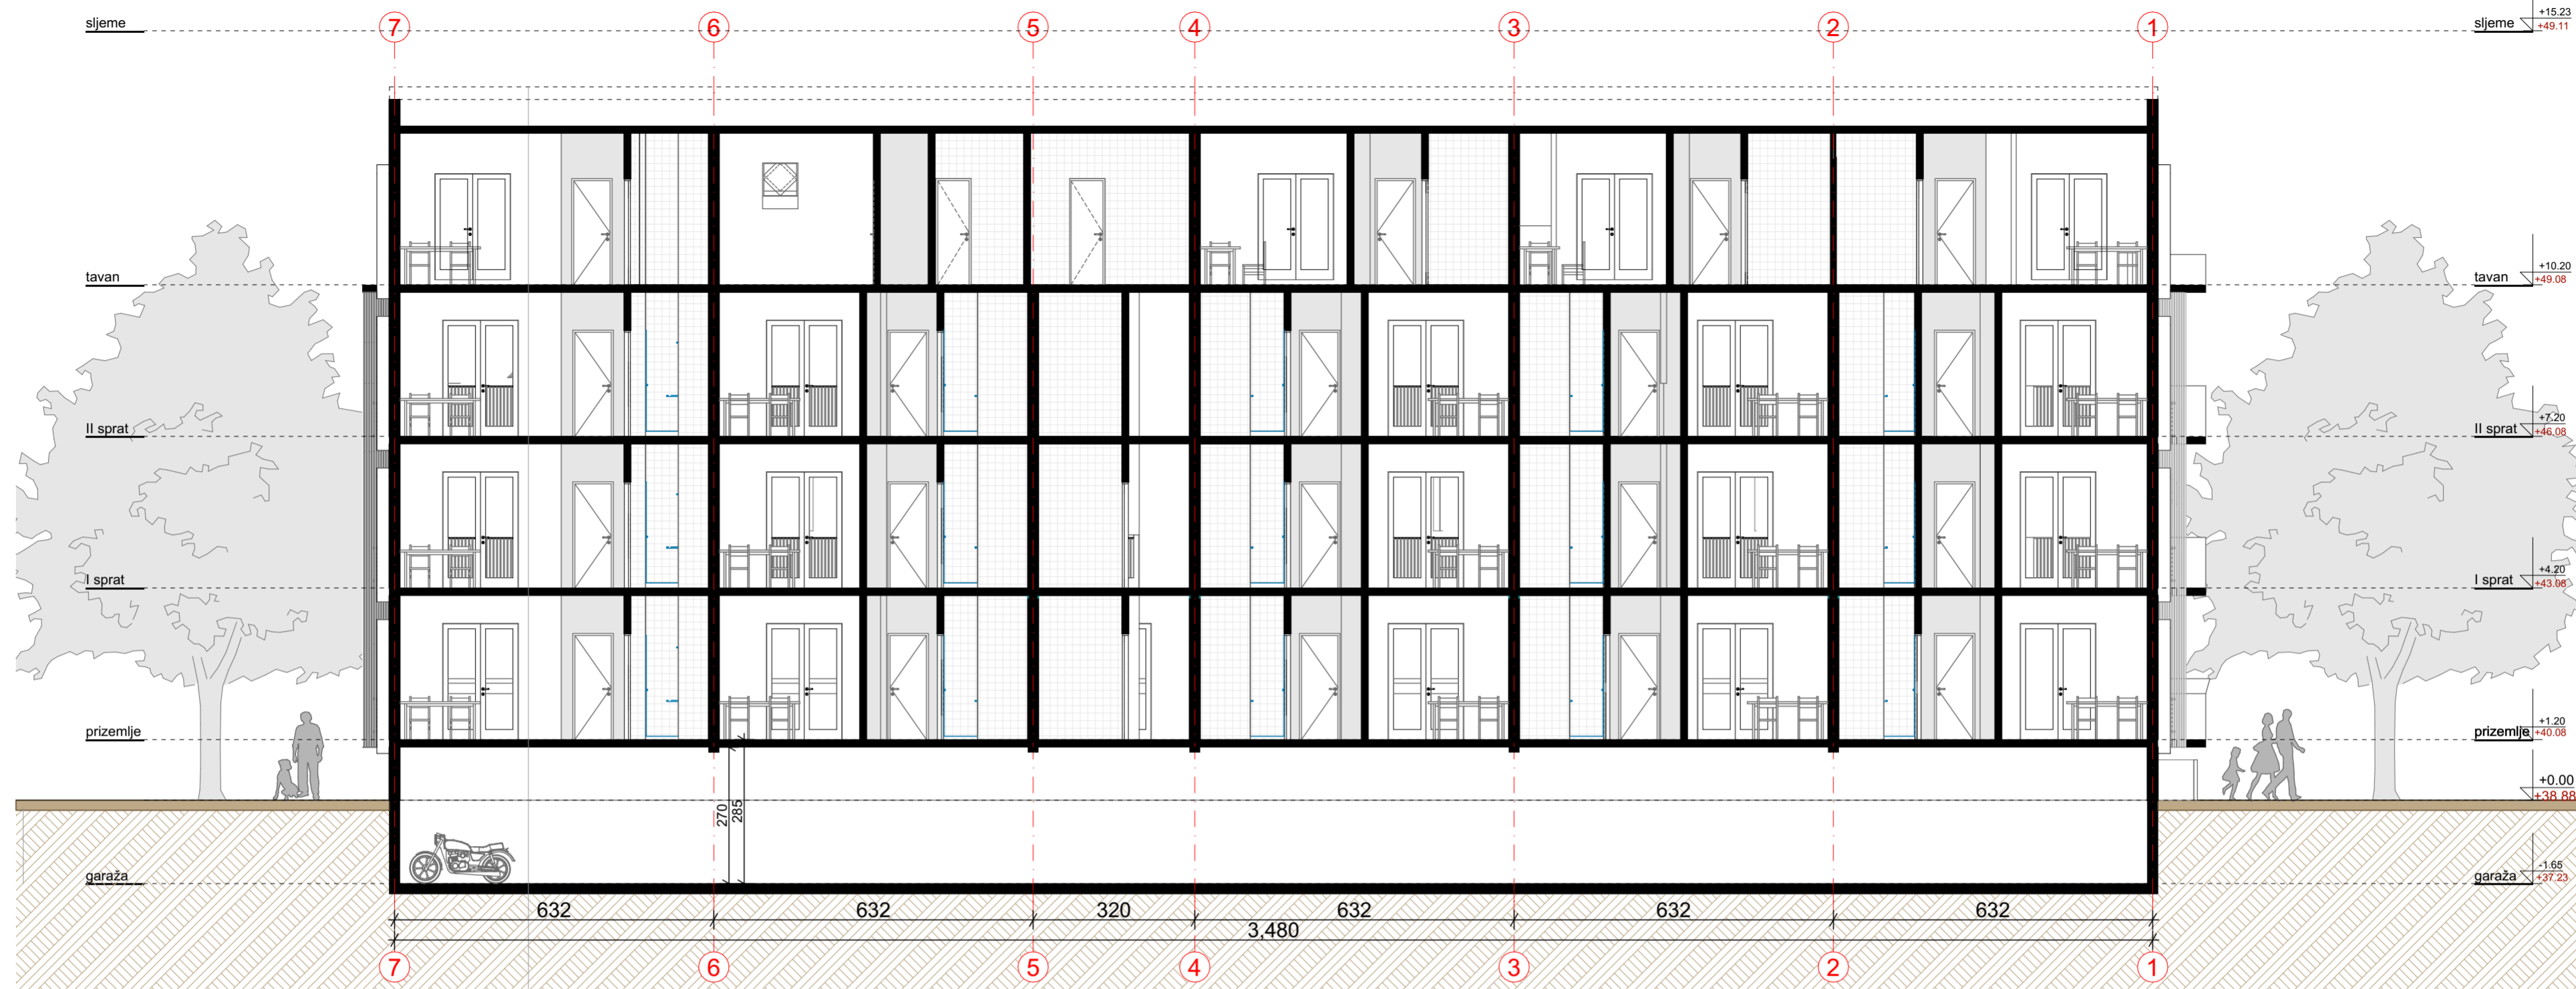 sljeme
7 6 5 4 3 2 1
sljeme
+15.23
+49.11
tavan
tavan
+10.20
+49.08
II sprat
II sprat
+7.20
+46.08
I sprat
I sprat
+4.20
+43.08
prizemlje
prizemlje
+1.20
+40.08
+0.00
+38.88
270
285
garaža
garaža
-1.65
+37.23
632 632 320 632 632 632
3,480
7 6 5 4 3 2 1